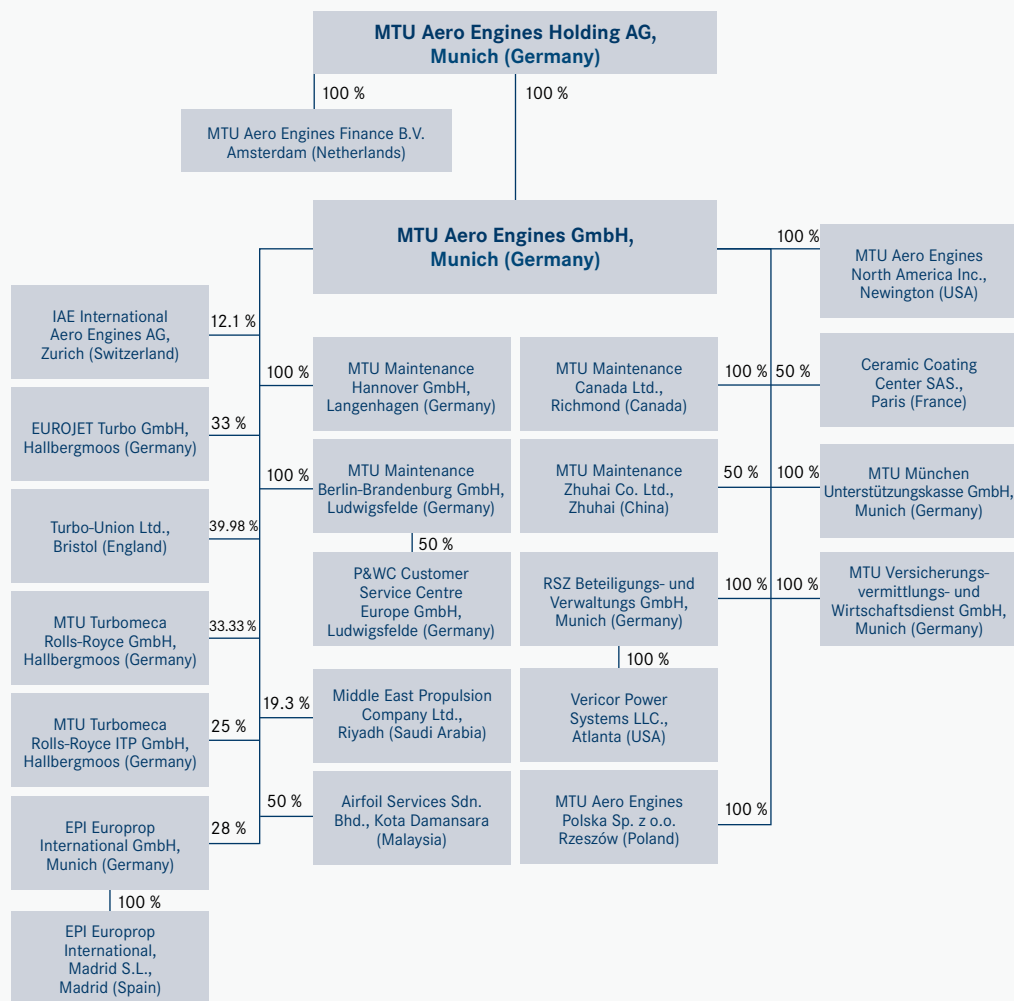 MTU Aero Engines Holding AG,
Munich (Germany)
100 %
100 %
MTU Aero Engines Finance B.V.
Amsterdam (Netherlands)
MTU Aero Engines GmbH,
Munich (Germany)
100 %
MTU Aero Engines
North America Inc.,
Newington (USA)
IAE International
Aero Engines AG,
Zurich (Switzerland)
12.1 %
100 %
MTU Maintenance
Hannover GmbH,
Langenhagen (Germany)
MTU Maintenance
Canada Ltd.,
Richmond (Canada)
100 %
50 %
Ceramic Coating
Center SAS.,
Paris (France)
EUROJET Turbo GmbH,
Hallbergmoos (Germany)
33 %
100 %
MTU Maintenance
Berlin-Brandenburg GmbH,
Ludwigsfelde (Germany)
MTU Maintenance
Zhuhai Co. Ltd.,
Zhuhai (China)
50 %
100 %
MTU München
Unterstützungskasse GmbH,
Munich (Germany)
Turbo-Union Ltd.,
Bristol (England)
39.98 %
50 %
P&WC Customer
Service Centre
Europe GmbH,
Ludwigsfelde (Germany)
RSZ Beteiligungs- und
Verwaltungs GmbH,
Munich (Germany)
100 %
100 %
MTU Versicherungs-
vermittlungs- und
Wirtschaftsdienst GmbH,
Munich (Germany)
MTU Turbomeca
Rolls-Royce GmbH,
Hallbergmoos (Germany)
33.33 %
100 %
19.3 %
Middle East Propulsion
Company Ltd.,
Riyadh (Saudi Arabia)
Vericor Power
Systems LLC.,
Atlanta (USA)
MTU Turbomeca
Rolls-Royce ITP GmbH,
Hallbergmoos (Germany)
25 %
50 %
Airfoil Services Sdn.
Bhd., Kota Damansara
(Malaysia)
MTU Aero Engines
Polska Sp. z o.o.
Rzeszów (Poland)
100 %
EPI Europrop
International GmbH,
Munich (Germany)
28 %
100 %
EPI Europrop
International,
Madrid S.L.,
Madrid (Spain)